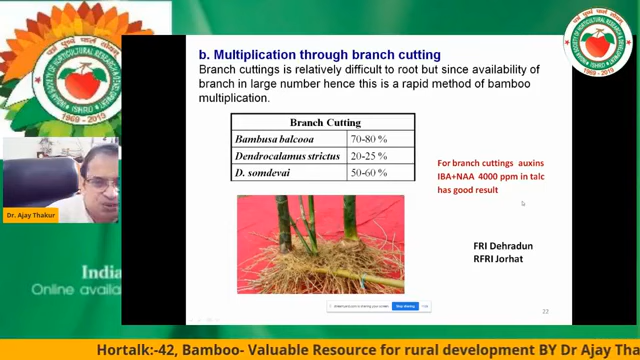 b. Multiplication through branch cutting
Branch cuttings is relatively difficult to root but since availability of
branch in large number hence this is a rapid method of bamboo
multiplication.
Branch Cutting
Bambusa balcooa 70-80 %
Dendrocalamus strictus 20-25 %
D. somdevai 50-60 %
For branch cuttings auxins
IBA+NAA 4000 ppm in talc
has good result
FRI Dehradun
RFRI Jorhat
22
Dr. Ajay Thakur
ISHRD
1969 - 2019
India
Online availa
Stop sharing
Hortalk:-42, Bamboo- Valuable Resource for rural development BY Dr Ajay Tha